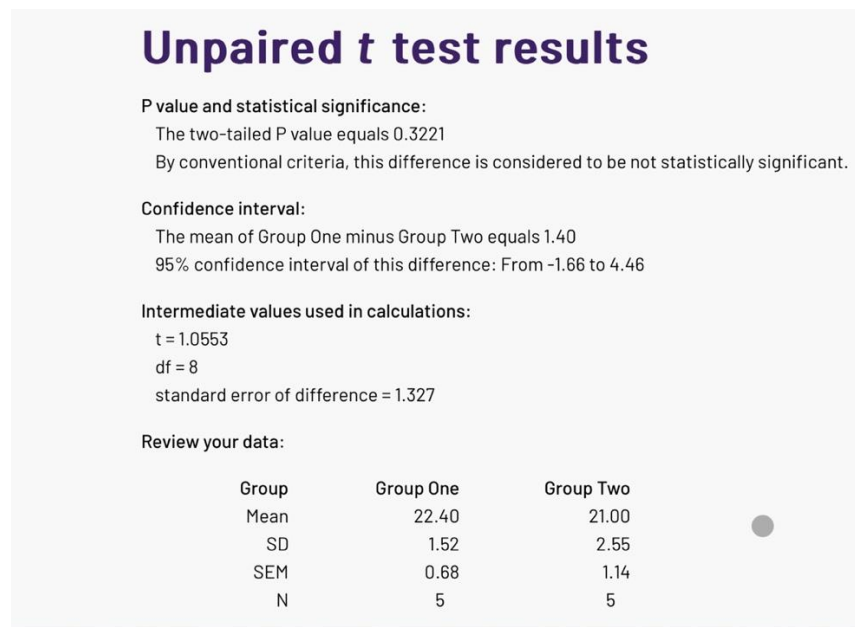 Unpaired t test results
P value and statistical significance:
The two-tailed P value equals 0.3221
By conventional criteria, this difference is considered to be not statistically significant.
Confidence interval:
The mean of Group One minus Group Two equals 1.40
95% confidence interval of this difference: From -1.66 to 4.46
Intermediate values used in calculations:
t = 1.0553
df = 8
standard error of difference = 1.327
Review your data:
Group Group One Group Two
Mean 22.40 21.00
SD 1.52 2.55
SEM 0.68 1.14
N 5 5